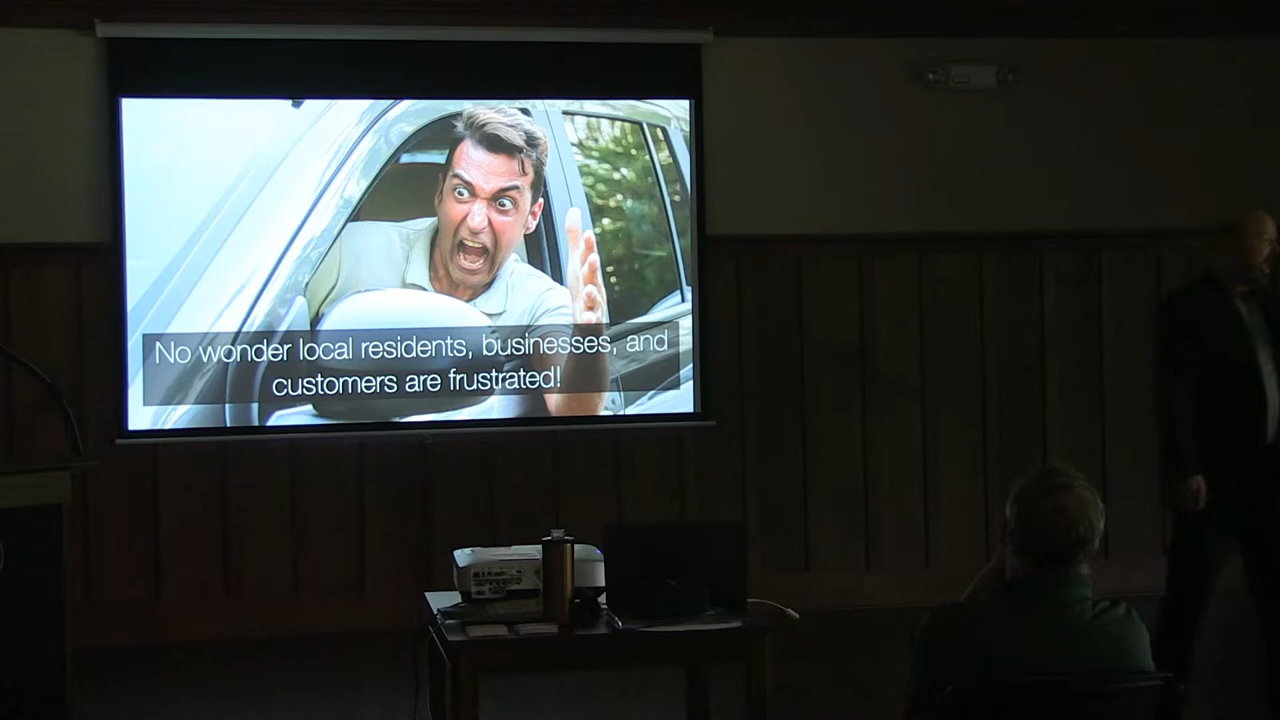 No wonder local residents, businesses, and
customers are frustrated!